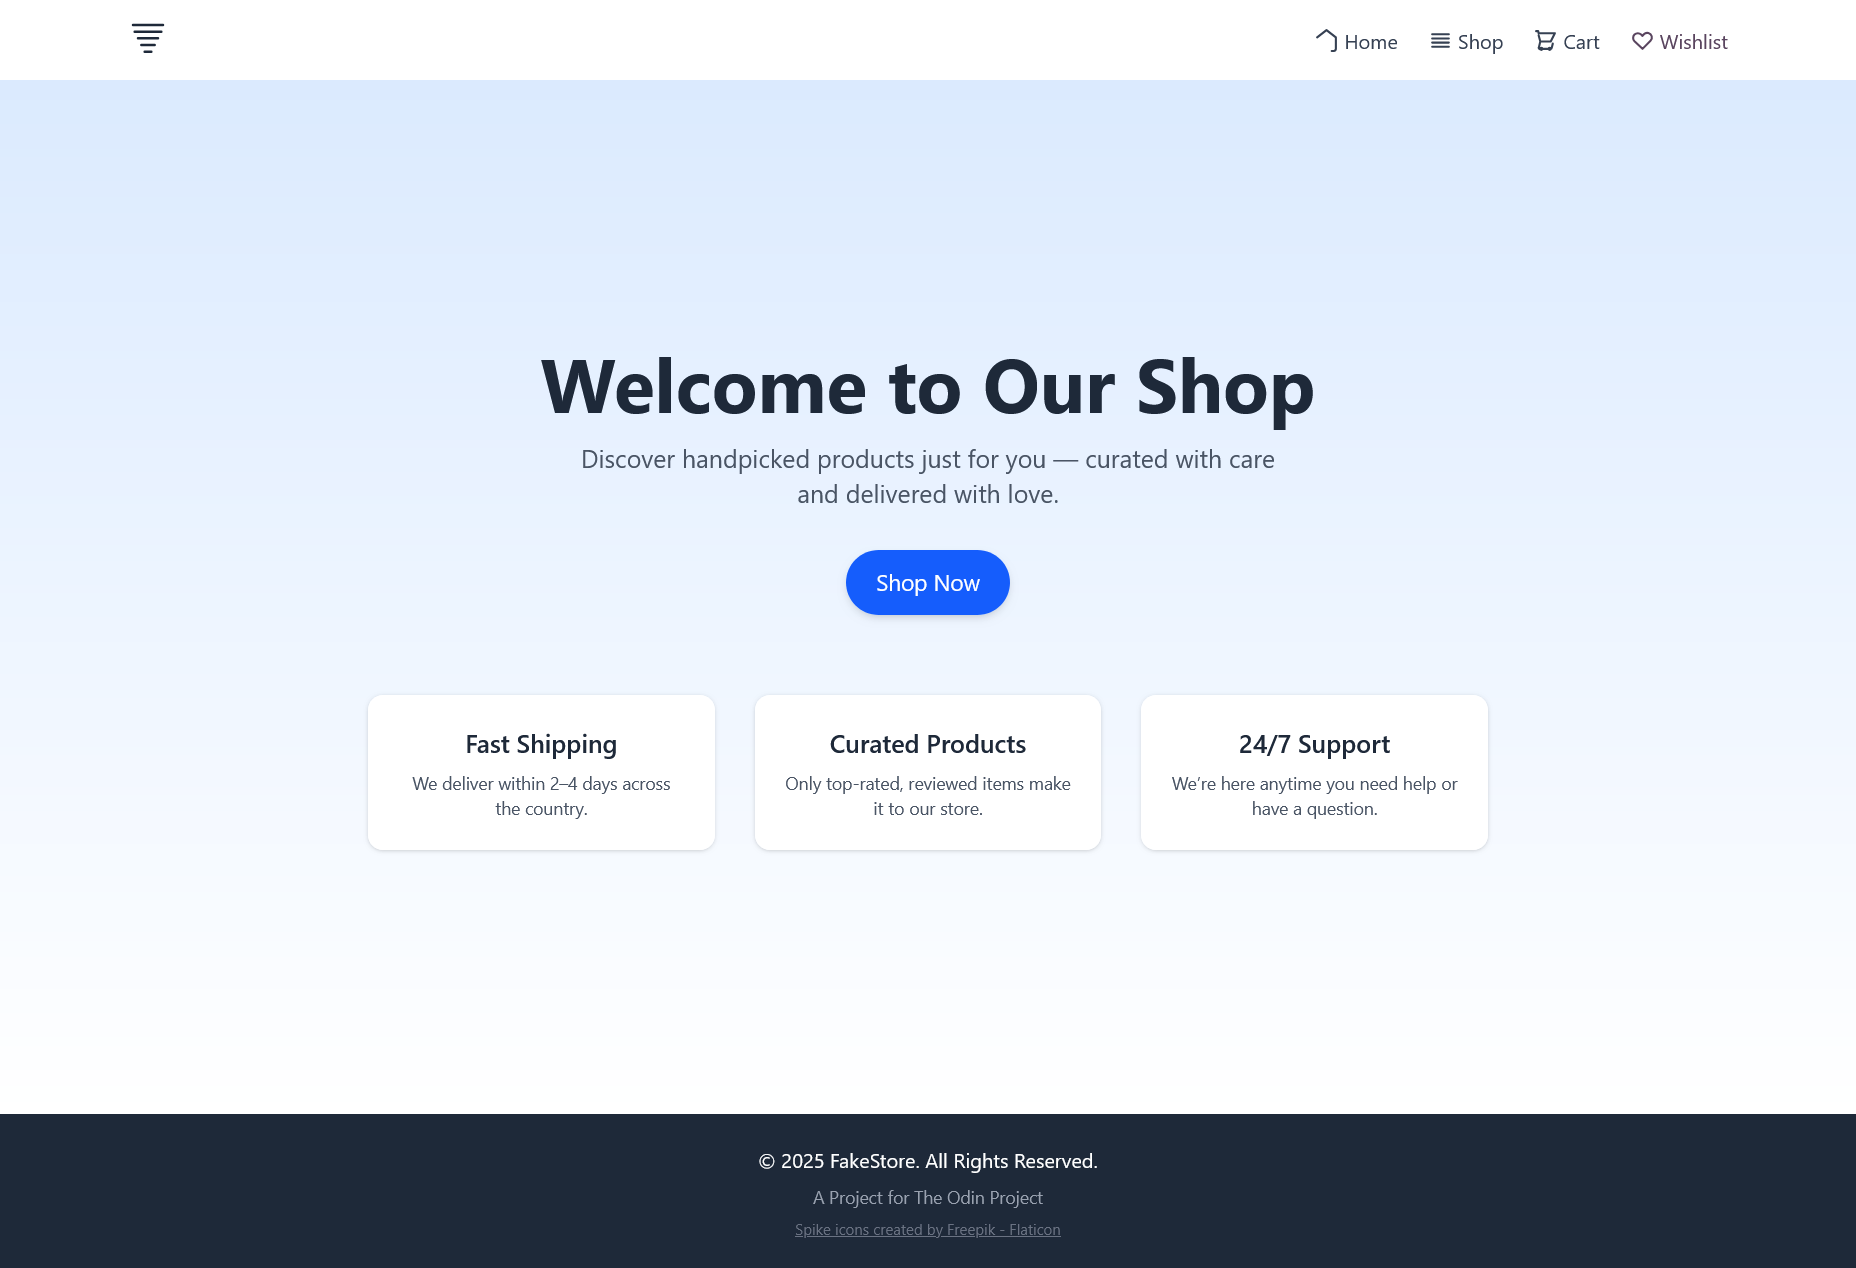 Home Shop Cart Wishlist
Welcome to Our Shop
Discover handpicked products just for you — curated with care
and delivered with love.
Shop Now
Fast Shipping
We deliver within 2–4 days across
the country.
Curated Products
Only top-rated, reviewed items make
it to our store.
24/7 Support
We’re here anytime you need help or
have a question.
© 2025 FakeStore. All Rights Reserved.
A Project for The Odin Project
Spike icons created by Freepik - Flaticon